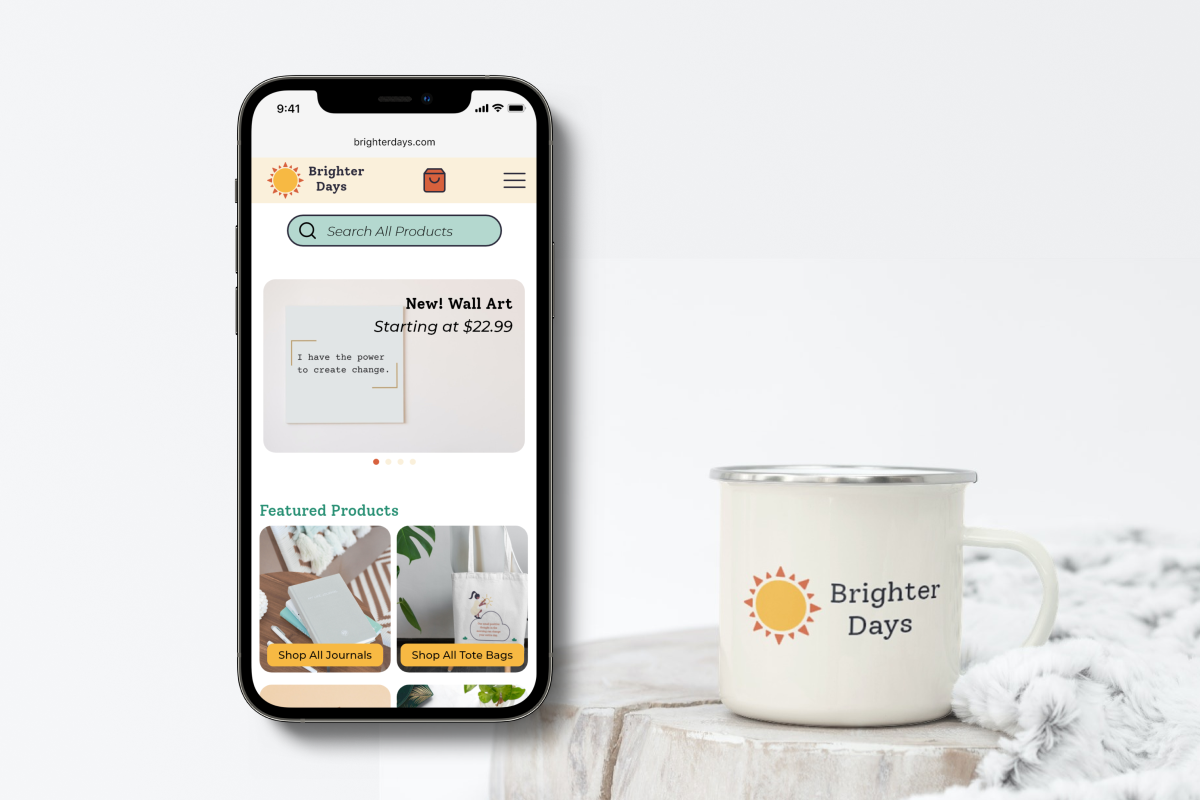 9:41
brighterdays.com
Brighter
Days
Search All Products
New! Wall Art
Starting at $22.99
I have the power
to create change.
Featured Products
Shop All Journals
Shop All Tote Bags
Brighter
Days